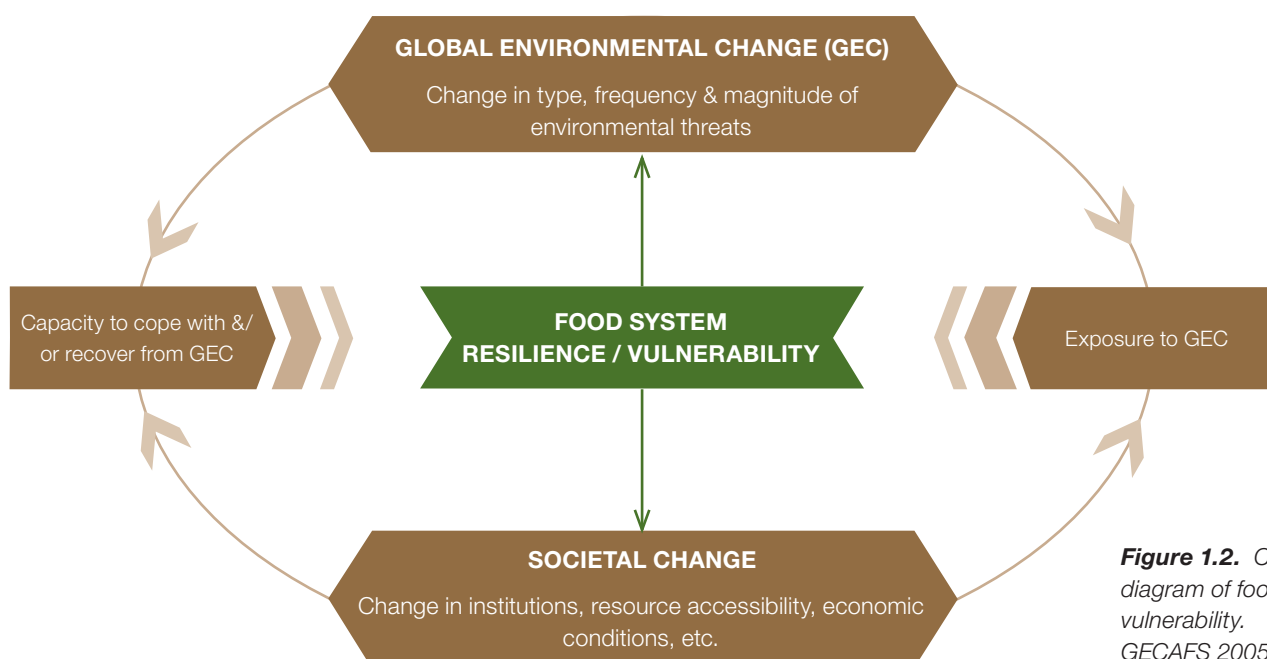 GLOBAL ENVIRONMENTAL CHANGE (GEC)
Change in type, frequency & magnitude of
environmental threats
Capacity to cope with &/
or recover from GEC
FOOD SYSTEM
RESILIENCE / VULNERABILITY
Exposure to GEC
SOCIETAL CHANGE
Change in institutions, resource accessibility, economic
conditions, etc.
Figure 1.2.
diagram of
vulnerability.
GECAFS 2005